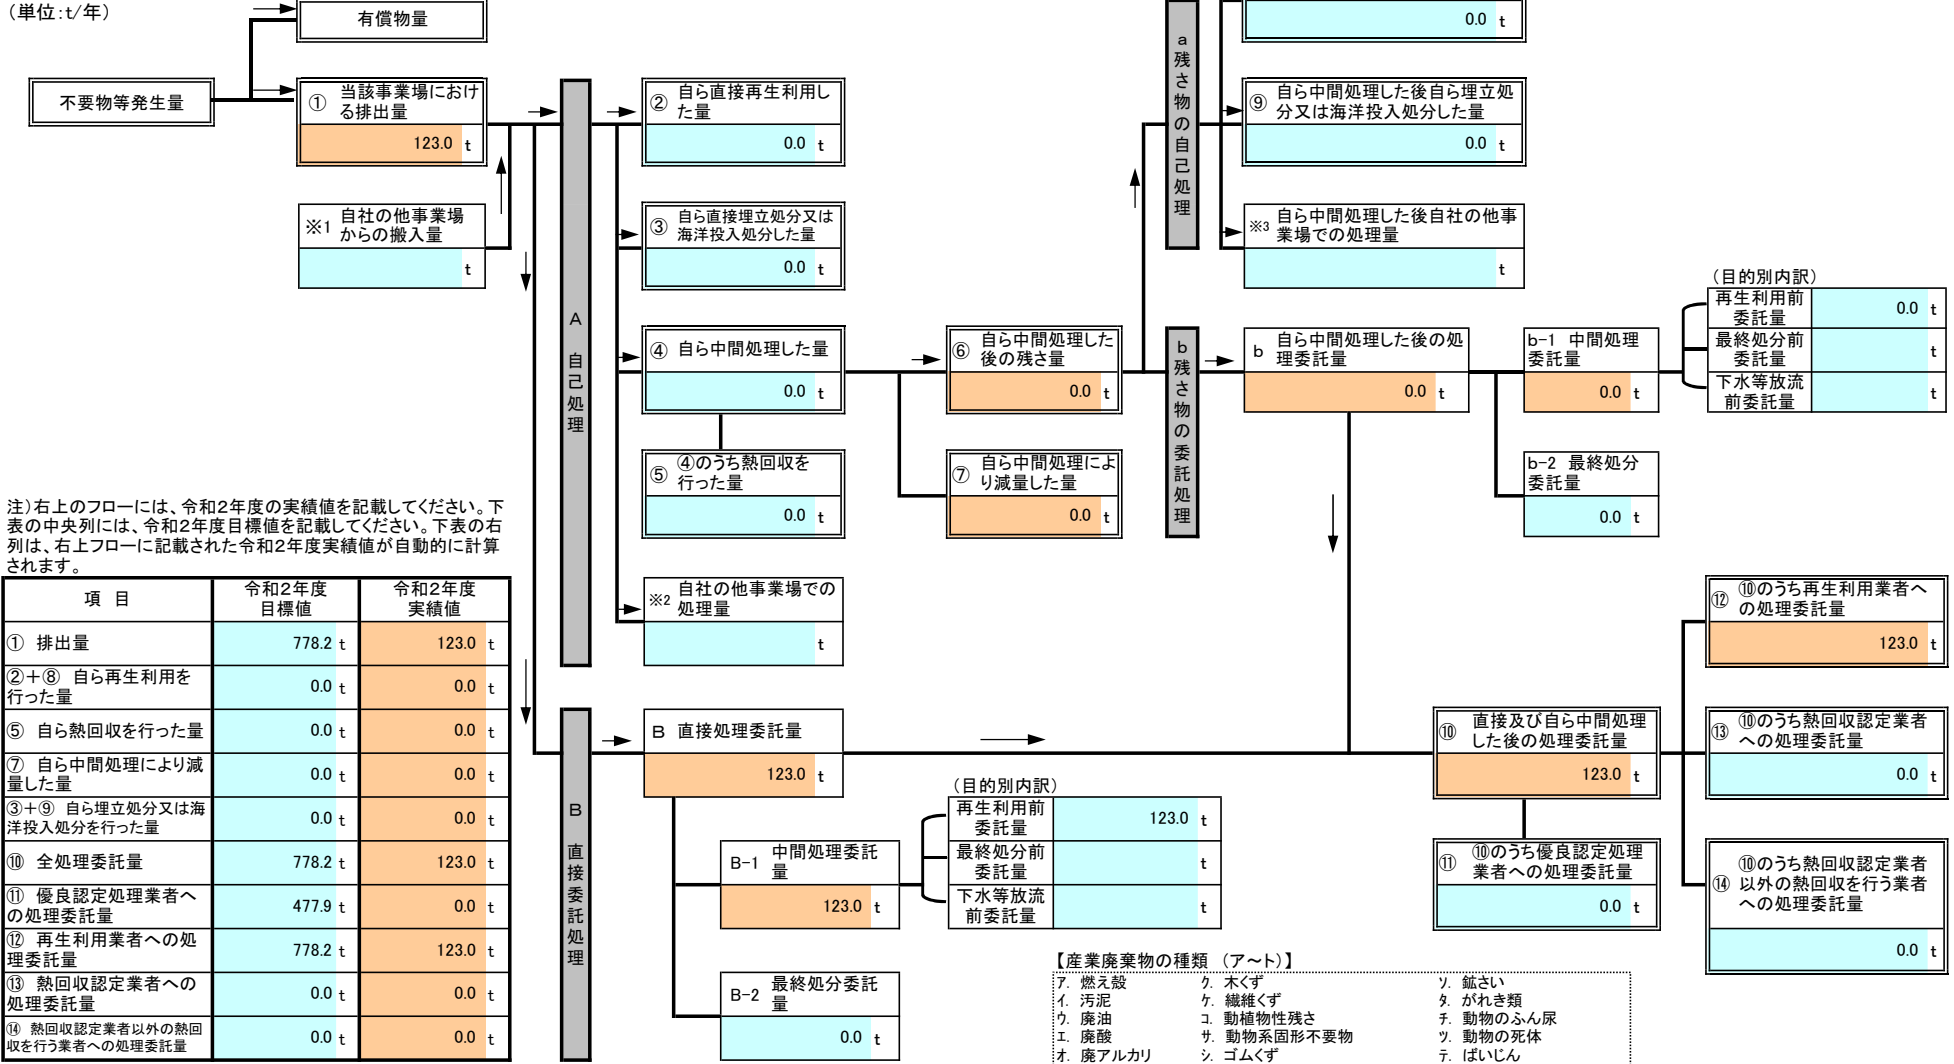 (単位:t/年)
有償物量
不要物等発生量
① 当該事業場におけ
る排出量
123.0 t
※1 自社の他事業場
からの搬入量
t
A 自己処理
② 自ら直接再生利用し
た量
0.0 t
③ 自ら直接埋立処分又は
海洋投入処分した量
0.0 t
④ 自ら中間処理した量
0.0 t
⑤ ④のうち熱回収を
行った量
0.0 t
※2 自社の他事業場での
処理量
t
⑥ 自ら中間処理した
後の残さ量
0.0 t
⑦ 自ら中間処理によ
り減量した量
0.0 t
a 残さ物の自己処理
0.0 t
⑨ 自ら中間処理した後自ら埋立処
分又は海洋投入処分した量
0.0 t
※3 自ら中間処理した後自社の他事
業場での処理量
t
b 残さ物の委託処理
b 自ら中間処理した後の処
理委託量
0.0 t
b-1 中間処理
委託量
0.0 t
(目的別内訳)
再生利用前
委託量
0.0 t
最終処分前
委託量
t
下水等放流
前委託量
t
b-2 最終処分
委託量
0.0 t
注)右上のフローには、令和2年度の実績値を記載してください。下
表の中央列には、令和2年度目標値を記載してください。下表の右
列は、右上フローに記載された令和2年度実績値が自動的に計算
されます。
項 目 令和2年度 目標値 令和2年度 実績値
① 排出量 778.2 t 123.0 t
②+⑧ 自ら再生利用を
行った量 0.0 t 0.0 t
⑤ 自ら熱回収を行った量 0.0 t 0.0 t
⑦ 自ら中間処理により減
量した量 0.0 t 0.0 t
③+⑨ 自ら埋立処分又は海
洋投入処分を行った量 0.0 t 0.0 t
⑩ 全処理委託量 778.2 t 123.0 t
⑪ 優良認定処理業者へ
の処理委託量 477.9 t 0.0 t
⑫ 再生利用業者への処
理委託量 778.2 t 123.0 t
⑬ 熱回収認定業者への
処理委託量 0.0 t 0.0 t
⑭ 熱回収認定業者以外の熱回
収を行う業者への処理委託量 0.0 t 0.0 t
B 直接委託処理
B 直接処理委託量
123.0 t
B-1 中間処理委託
量
123.0 t
(目的別内訳)
再生利用前
委託量
123.0 t
最終処分前
委託量
t
下水等放流
前委託量
t
B-2 最終処分委託
量
0.0 t
⑩ 直接及び自ら中間処理
した後の処理委託量
123.0 t
⑪ ⑩のうち優良認定処理
業者への処理委託量
0.0 t
⑫ ⑩のうち再生利用業者へ
の処理委託量
123.0 t
⑬ ⑩のうち熱回収認定業者
への処理委託量
0.0 t
⑭ ⑩のうち熱回収認定業者
以外の熱回収を行う業者
への処理委託量
0.0 t
【産業廃棄物の種類 (ア~ト)】
ア. 燃え殻 ク. 木くず ソ. 鉱さい
イ. 汚泥 ケ. 繊維くず タ. がれき類
ウ. 廃油 コ. 動植物性残さ チ. 動物のふん尿
エ. 廃酸 サ. 動物系固形不要物 ツ. 動物の死体
オ. 廃アルカリ シ. ゴムくず テ. ばいじん